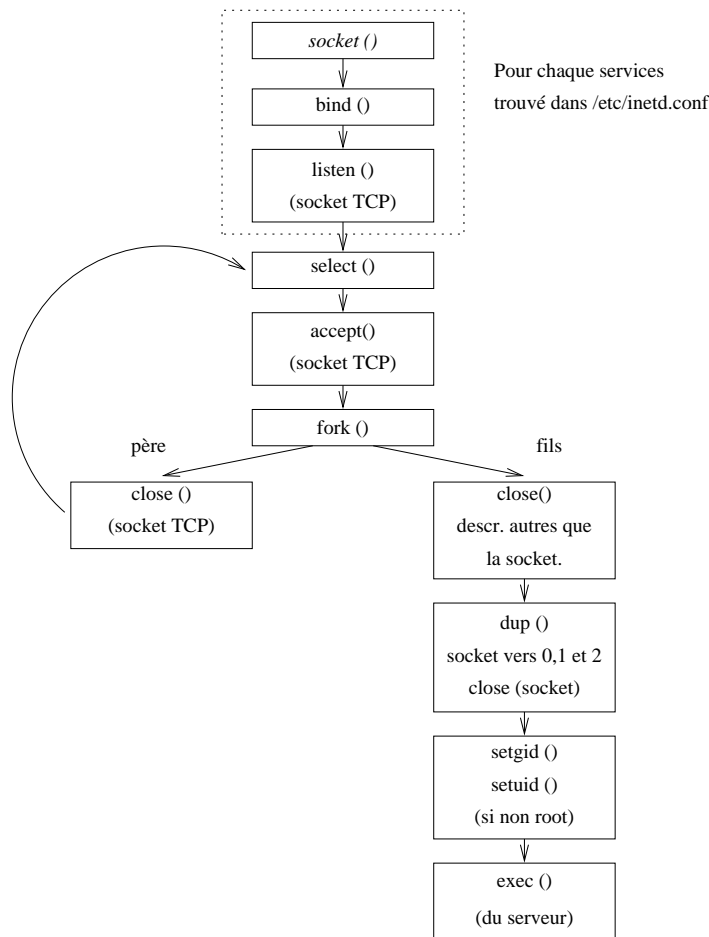 socket ()
Pour chaque services
trouvé dans /etc/inetd.conf
bind ()
listen ()
(socket TCP)
select ()
accept()
(socket TCP)
fork ()
père
fils
close ()
(socket TCP)
close()
descr. autres que
la socket.
dup ()
socket vers 0,1 et 2
close (socket)
setgid ()
setuid ()
(si non root)
exec ()
(du serveur)